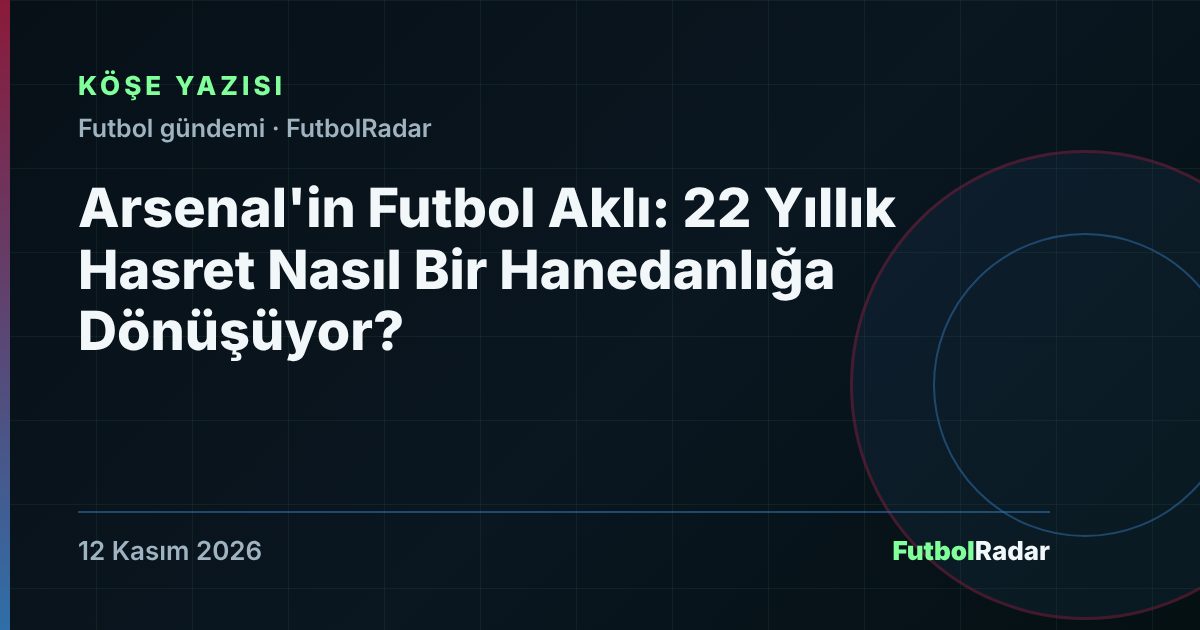 KÖŞE YAZISI
Futbol gündemi · FutbolRadar
Arsenal'in Futbol Aklı: 22 Yıllık
Hasret Nasıl Bir Hanedanlığa
Dönüşüyor?
12 Kasım 2026
FutbolRadar